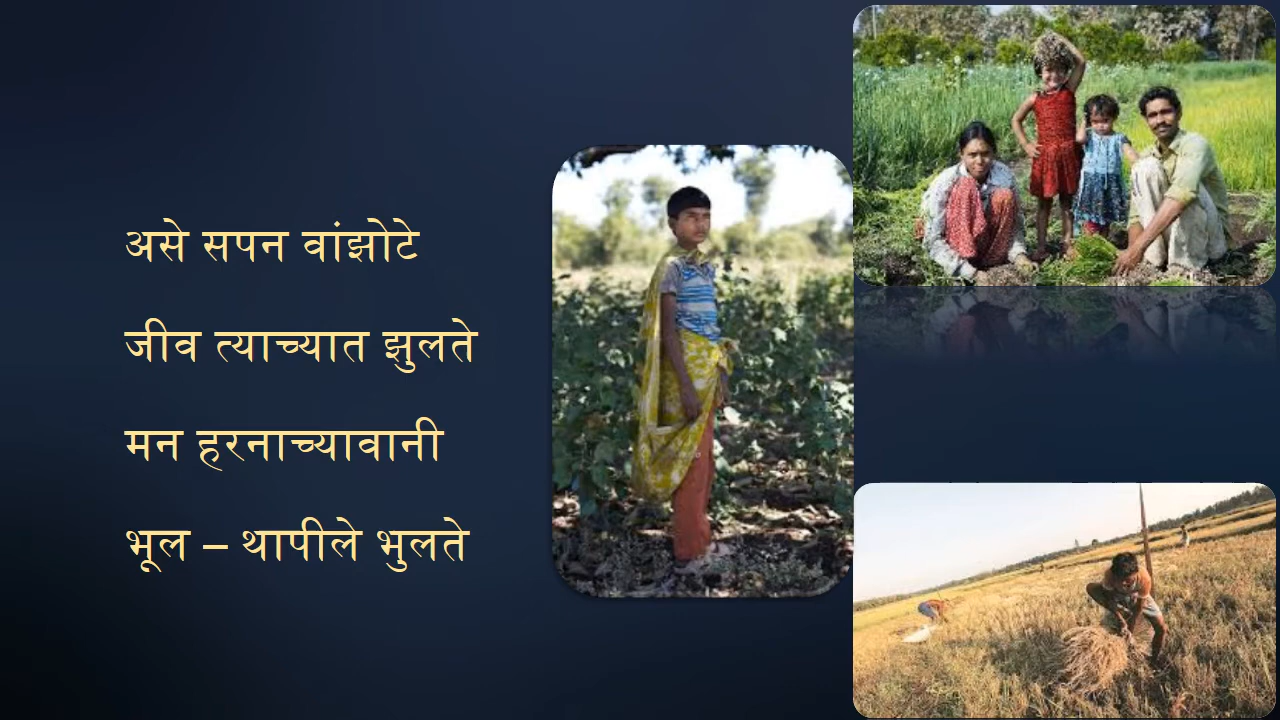 असे सपन वांझोटे
जीव त्याच्यात झुलते
मन हरनाच्यावानी
भूल – थापीले भुलते